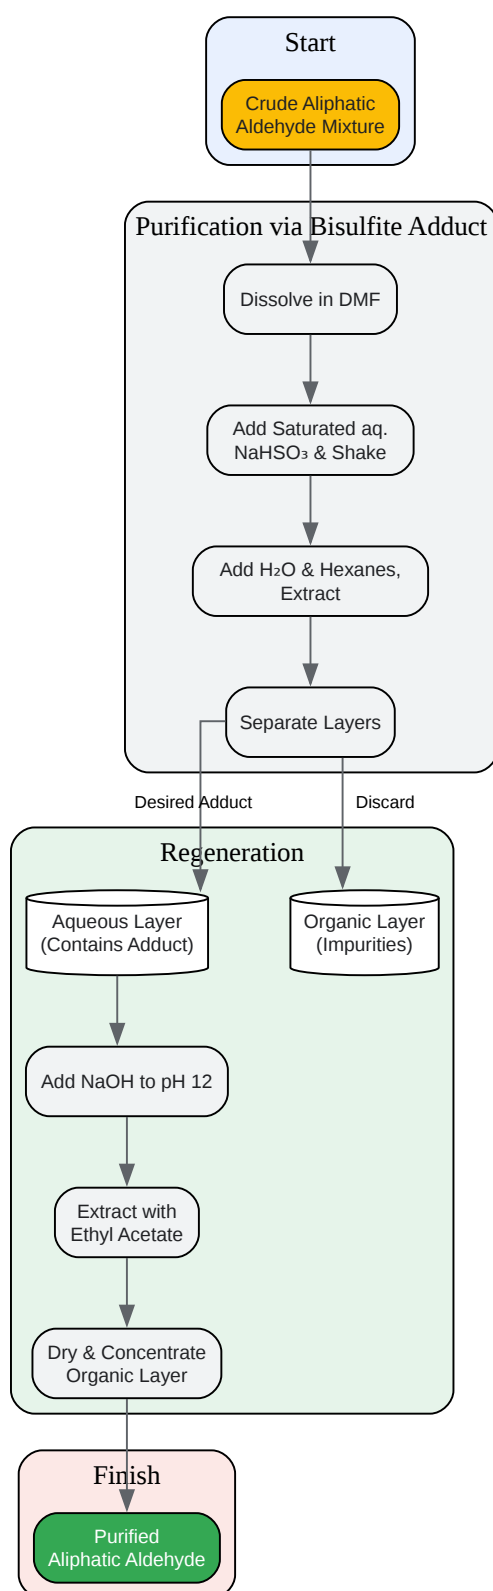 Start
Crude Aliphatic
Aldehyde Mixture
Purification via Bisulfite Adduct
Dissolve in DMF
Add Saturated aq.
NaHSO₃ & Shake
Add H₂O & Hexanes,
Extract
Separate Layers
Desired Adduct
Discard
Regeneration
Aqueous Layer
(Contains Adduct)
Organic Layer
(Impurities)
Add NaOH to pH 12
Extract with
Ethyl Acetate
Dry & Concentrate
Organic Layer
Finish
Purified
Aliphatic Aldehyde